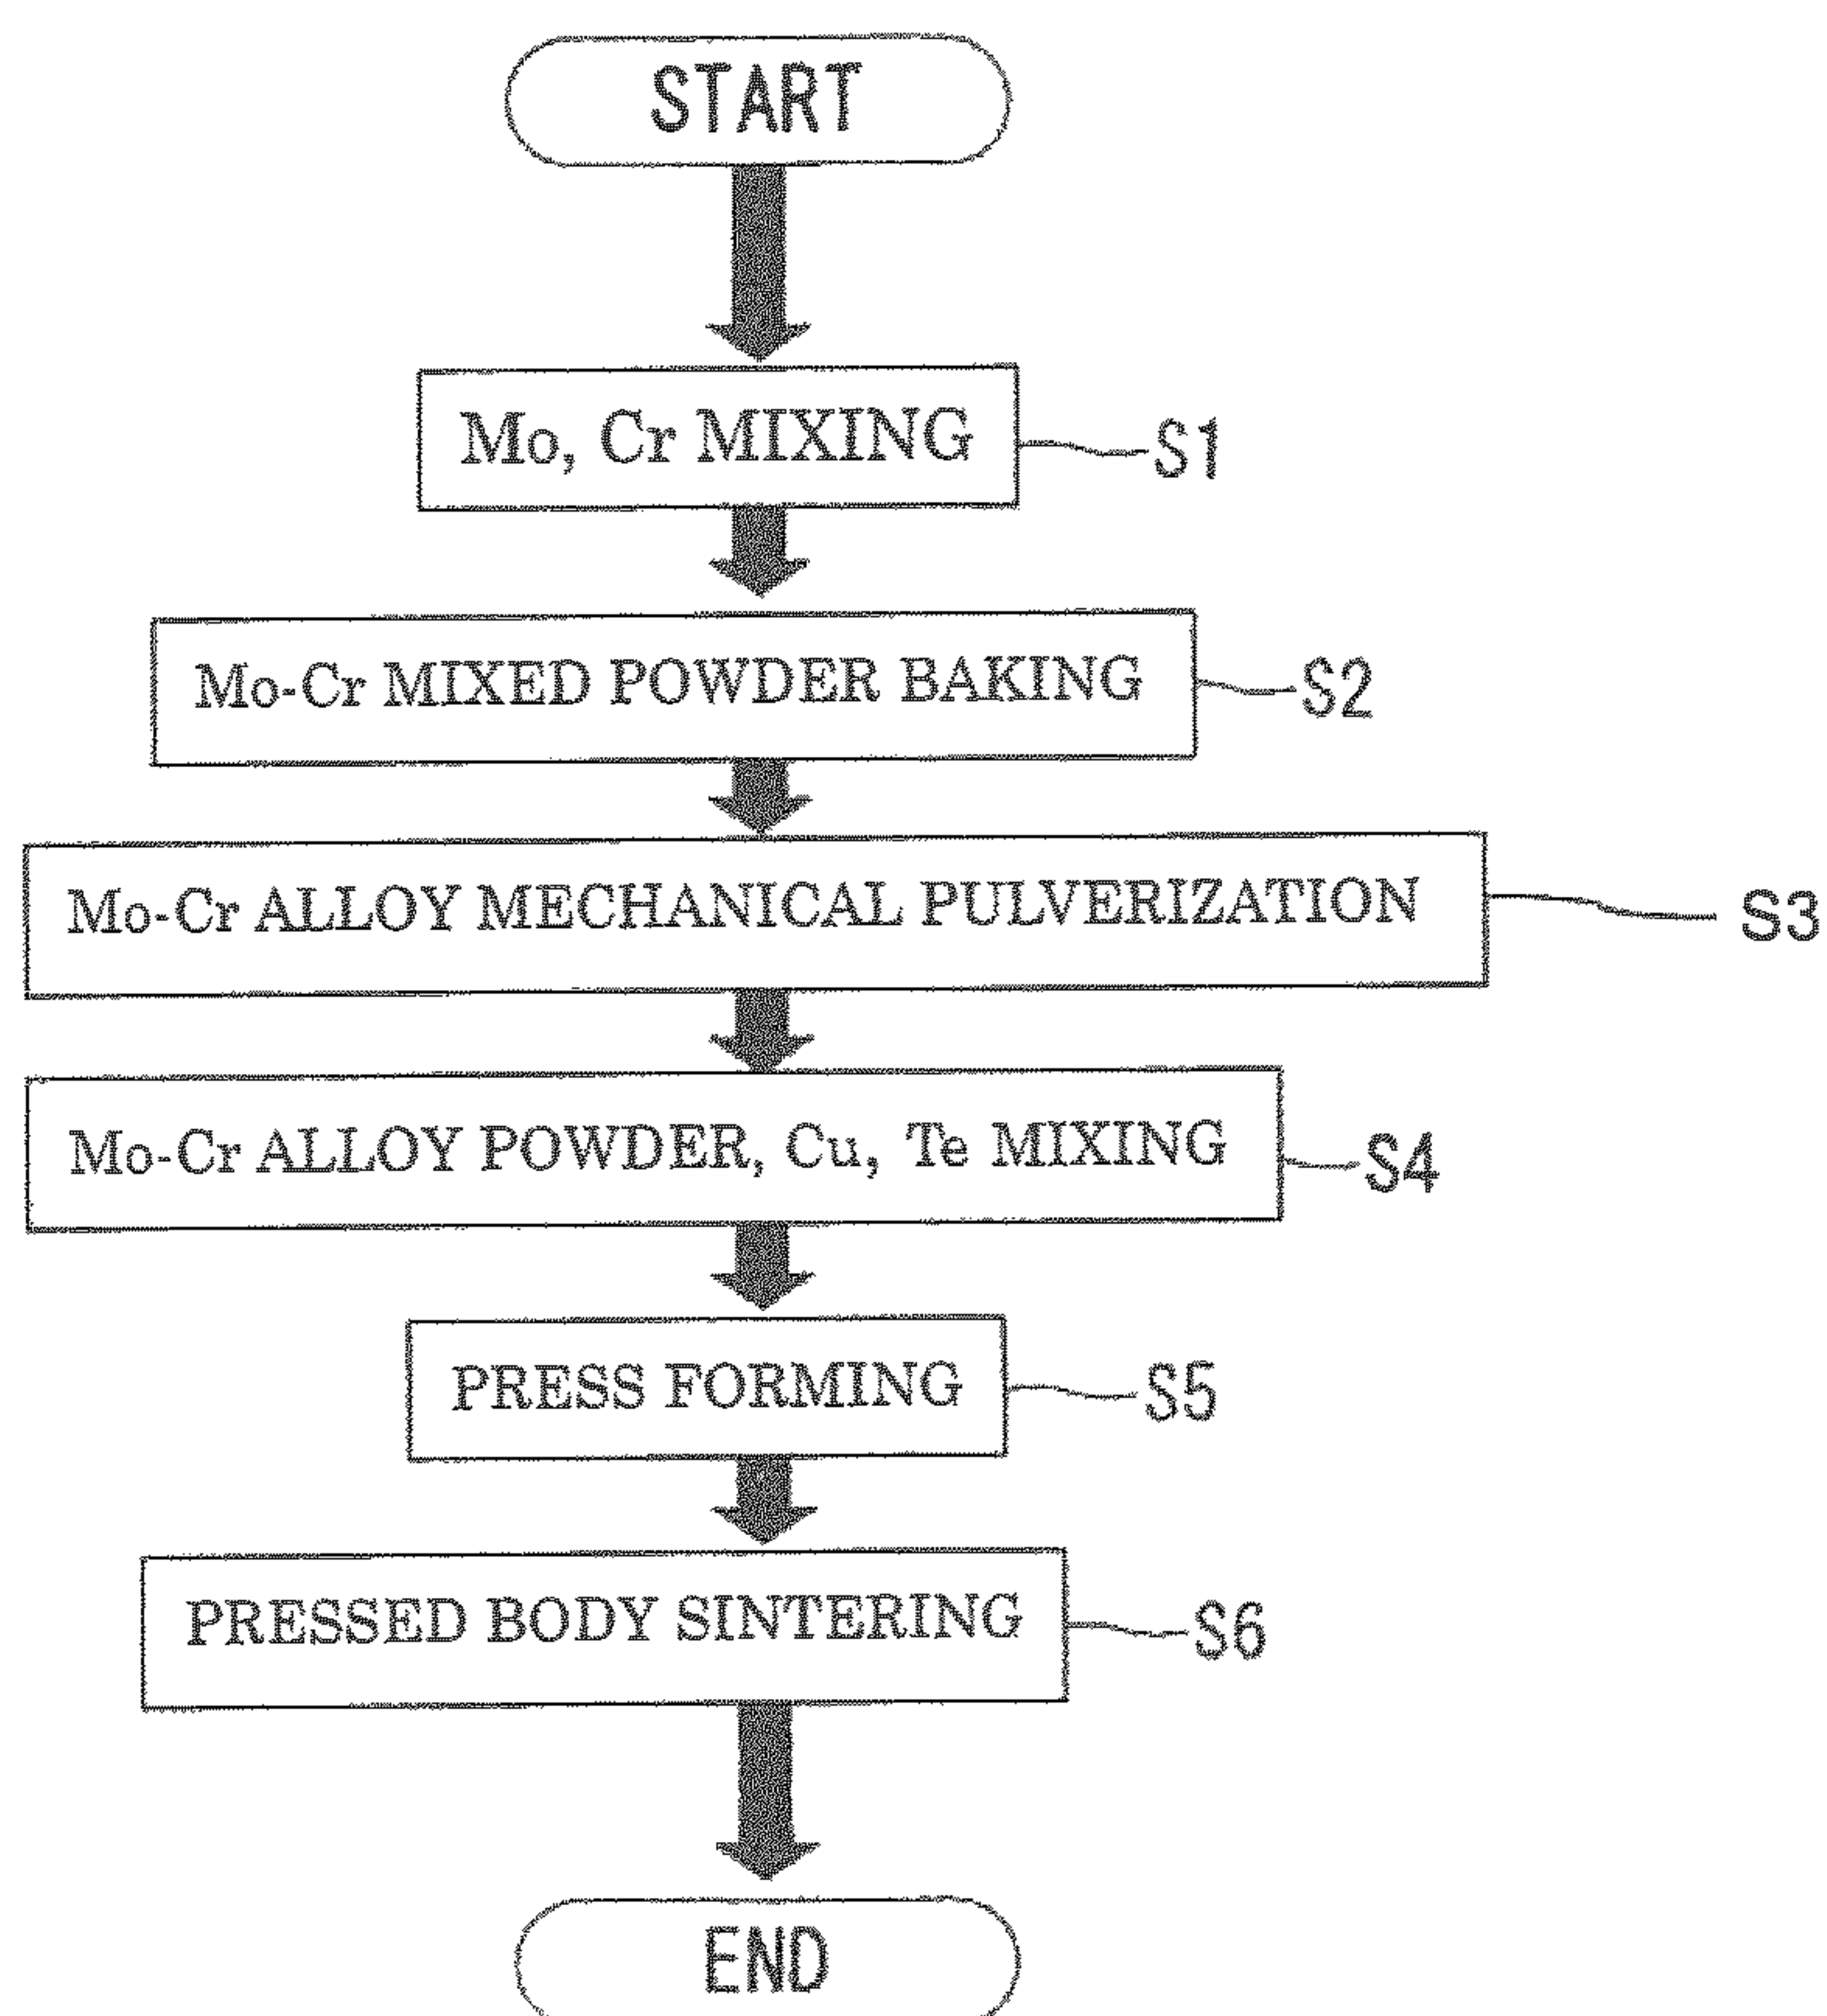 START
Mo, Cr MIXING
S1
Mo-Cr MIXED POWDER BAKING
S2
Mo-Cr ALLOY MECHANICAL PULVERIZATION
S3
Mo-Cr ALLOY POWDER, Cu, Te MIXING
S4
PRESS FORMING
S5
PRESSED BODY SINTERING
S6
END